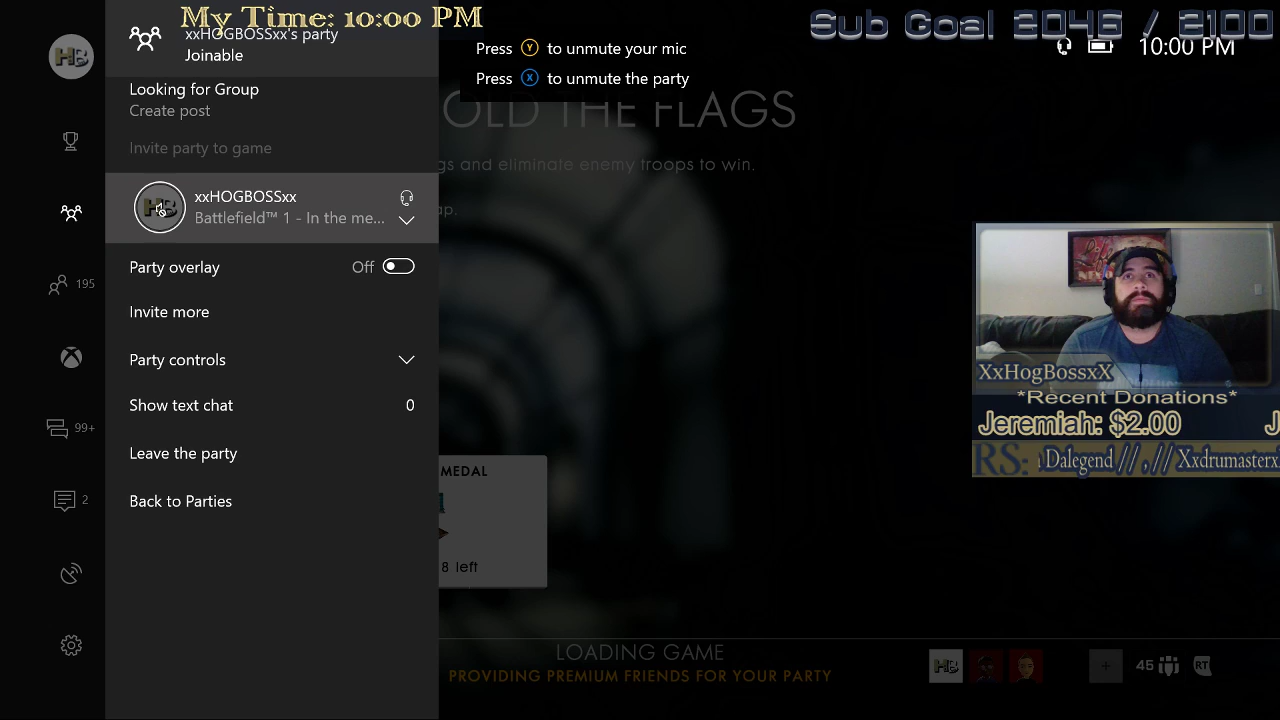 My Time: 10:00 PM
Sub Goal 2045 / 2100
10:00 PM
xxHOGBOSSxx's party
Joinable
Press Y to unmute your mic
Press X to unmute the party
Looking for Group
Create post
Invite party to game
OLD THE FLAGS
gs and eliminate enemy troops to win.
ap.
HB
xxHOGBOSSxx
Battlefield™ 1 - In the me...
Party overlay Off
195
Invite more
Party controls
Show text chat 0
99+
Leave the party
Back to Parties
2
MEDAL
8 left
XxHogBossxX
*Recent Donations*
Jeremiah: $2.00 J
RS: Dalegend // , // Xxdrumasterx
LOADING GAME
PROVIDING PREMIUM FRIENDS FOR YOUR PARTY
HB
+
45
RT